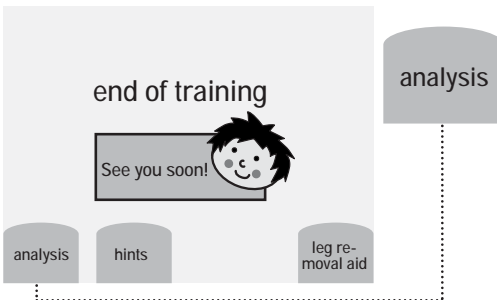 end of training
See you soon!
analysis
hints
leg re-
moval aid
analysis